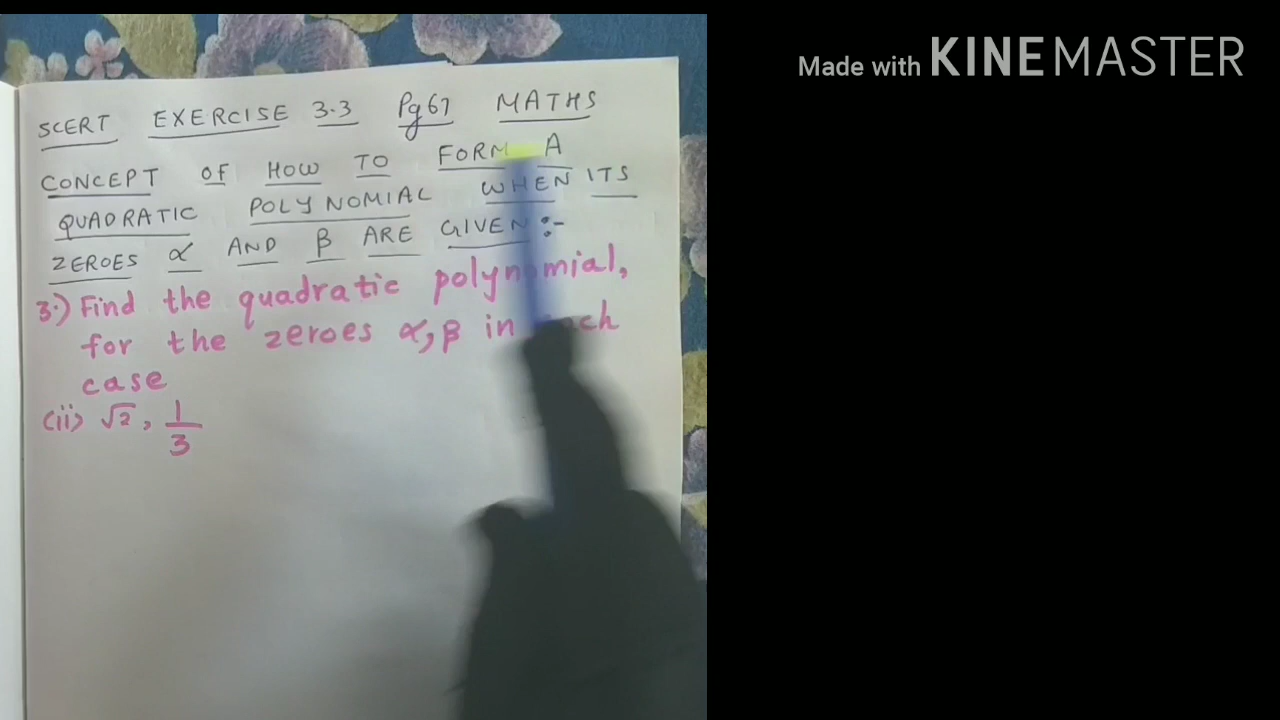 Made with KINEMASTER
SCERT EXERCISE 3.3 Pg 67 MATHS
CONCEPT OF HOW TO FORM A
QUADRATIC POLYNOMIAL WHEN ITS
ZEROES α AND β ARE GIVEN :-
3.) Find the quadratic polynomial,
for the zeroes α, β in each
case
(ii) √2, 1/3